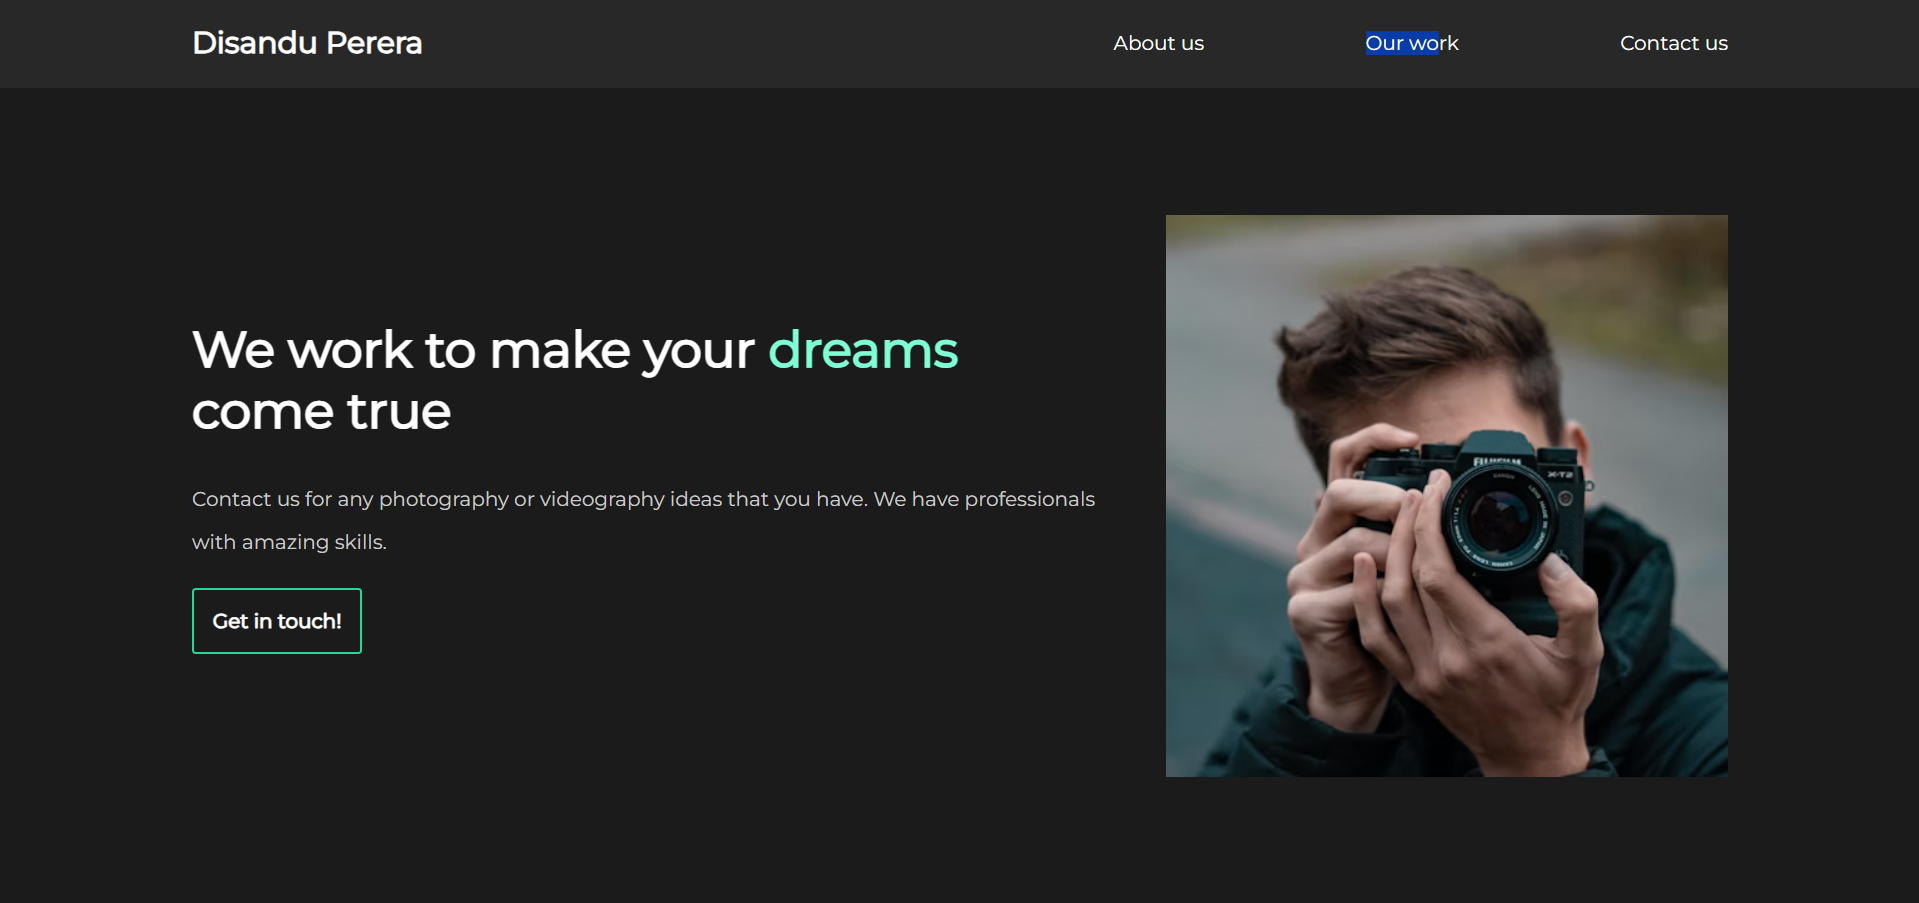 Disandu Perera
About us
Our work
Contact us
We work to make your dreams
come true
Contact us for any photography or videography ideas that you have. We have professionals
with amazing skills.
Get in touch!
FUJIFILM
X-T2